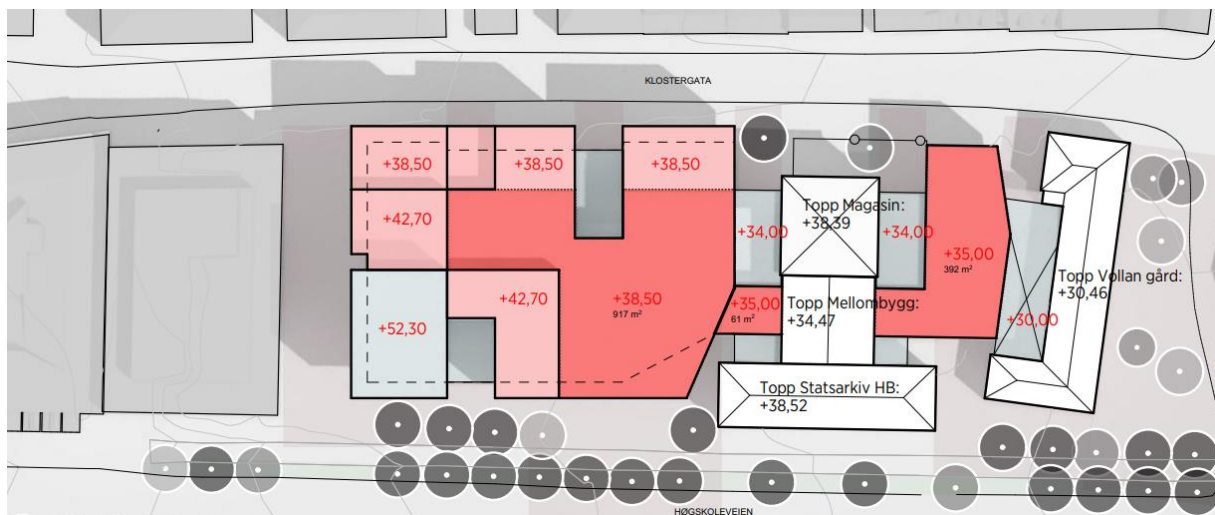 KLOSTERGATA
+38,50
+38,50
+38,50
+42,70
Topp Magasin:
+38,39
+34,00
+34,00
+35,00
392 m²
Topp Vollan gård:
+30,46
+42,70
+38,50
917 m²
+35,00
61 m²
Topp Mellombygg:
+34,47
+52,30
+30,00
Topp Statsarkiv HB:
+38,52
HØGSKOLEVEIEN